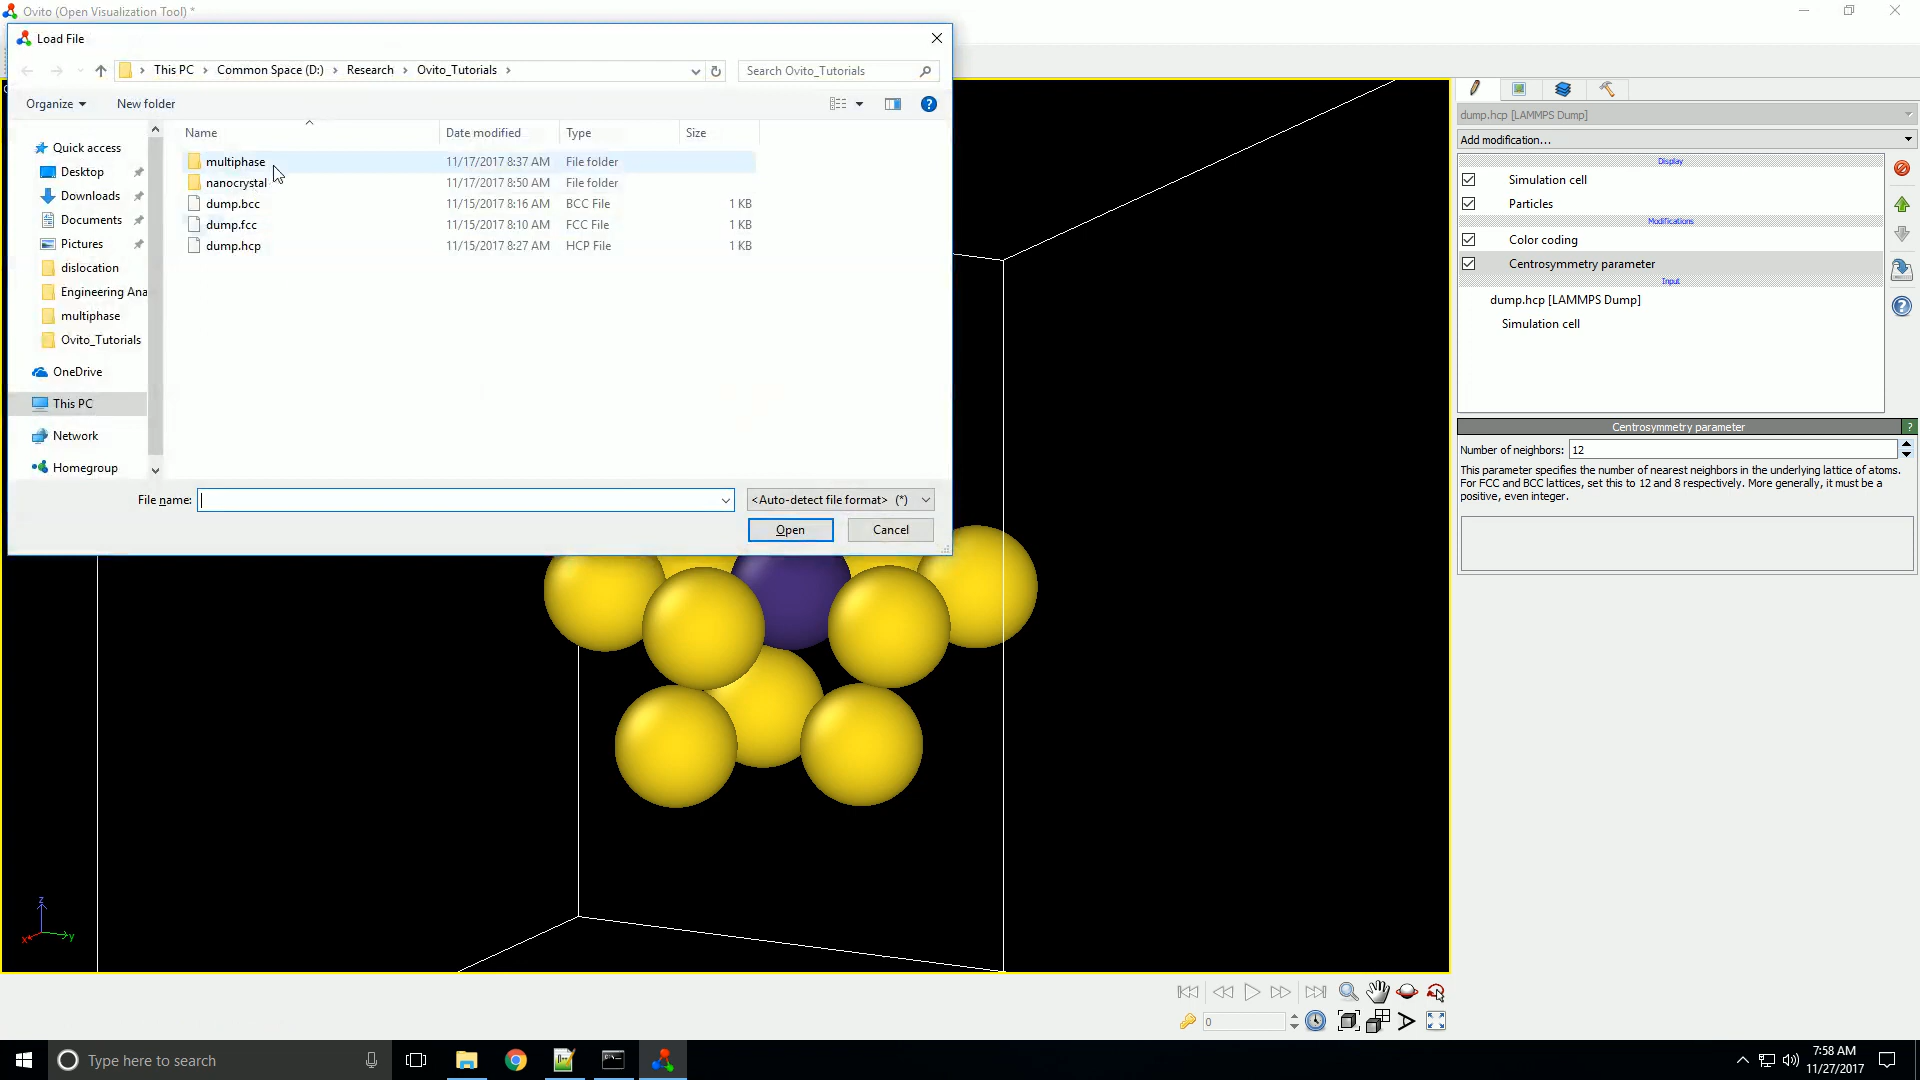 Ovito (Open Visualization Tool) *
Load File
This PC > Common Space (D:) > Research > Ovito_Tutorials >
Search Ovito_Tutorials
Organize
New folder
Name
Date modified
Type
Size
multiphase 11/17/2017 8:37 AM File folder
nanocrystal 11/17/2017 8:50 AM File folder
dump.bcc 11/15/2017 8:16 AM BCC File 1 KB
dump.fcc 11/15/2017 8:10 AM FCC File 1 KB
dump.hcp 11/15/2017 8:27 AM HCP File 1 KB
Quick access
Desktop
Downloads
Documents
Pictures
dislocation
Engineering Ana
multiphase
Ovito_Tutorials
OneDrive
This PC
Network
Homegroup
File name:
<Auto-detect file format> (*)
Open
Cancel
dump.hcp [LAMMPS Dump]
Add modification...
Display
Simulation cell
Particles
Modifications
Color coding
Centrosymmetry parameter
Input
dump.hcp [LAMMPS Dump]
Simulation cell
Centrosymmetry parameter
?
Number of neighbors: 12
This parameter specifies the number of nearest neighbors in the underlying lattice of atoms.
For FCC and BCC lattices, set this to 12 and 8 respectively. More generally, it must be a
positive, even integer.
z
x
y
0
Type here to search
7:58 AM
11/27/2017